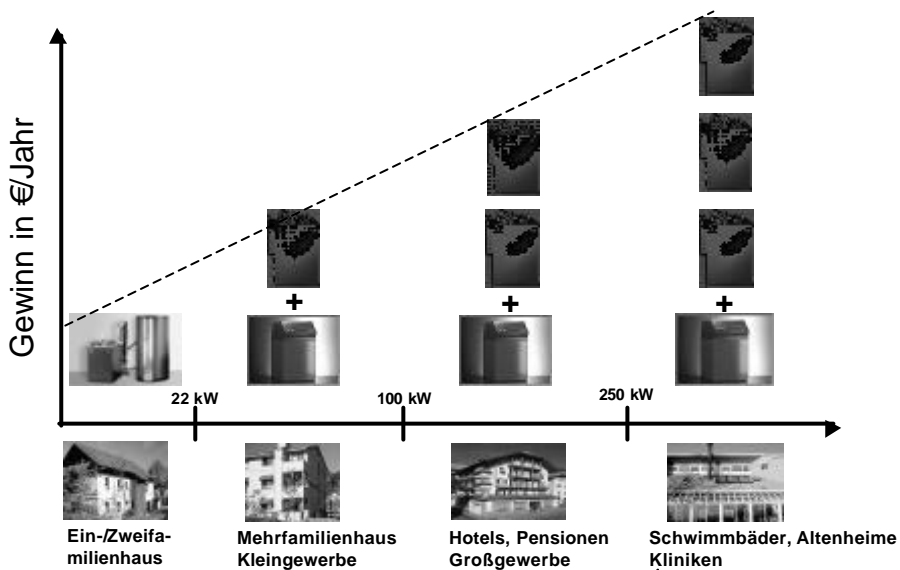 Gewinn in €/Jahr
+
+
+
22 kW
100 kW
250 kW
Ein-/Zweifa-
milienhaus
Mehrfamilienhaus
Kleingewerbe
Hotels, Pensionen
Großgewerbe
Schwimmbäder, Altenheime
Kliniken